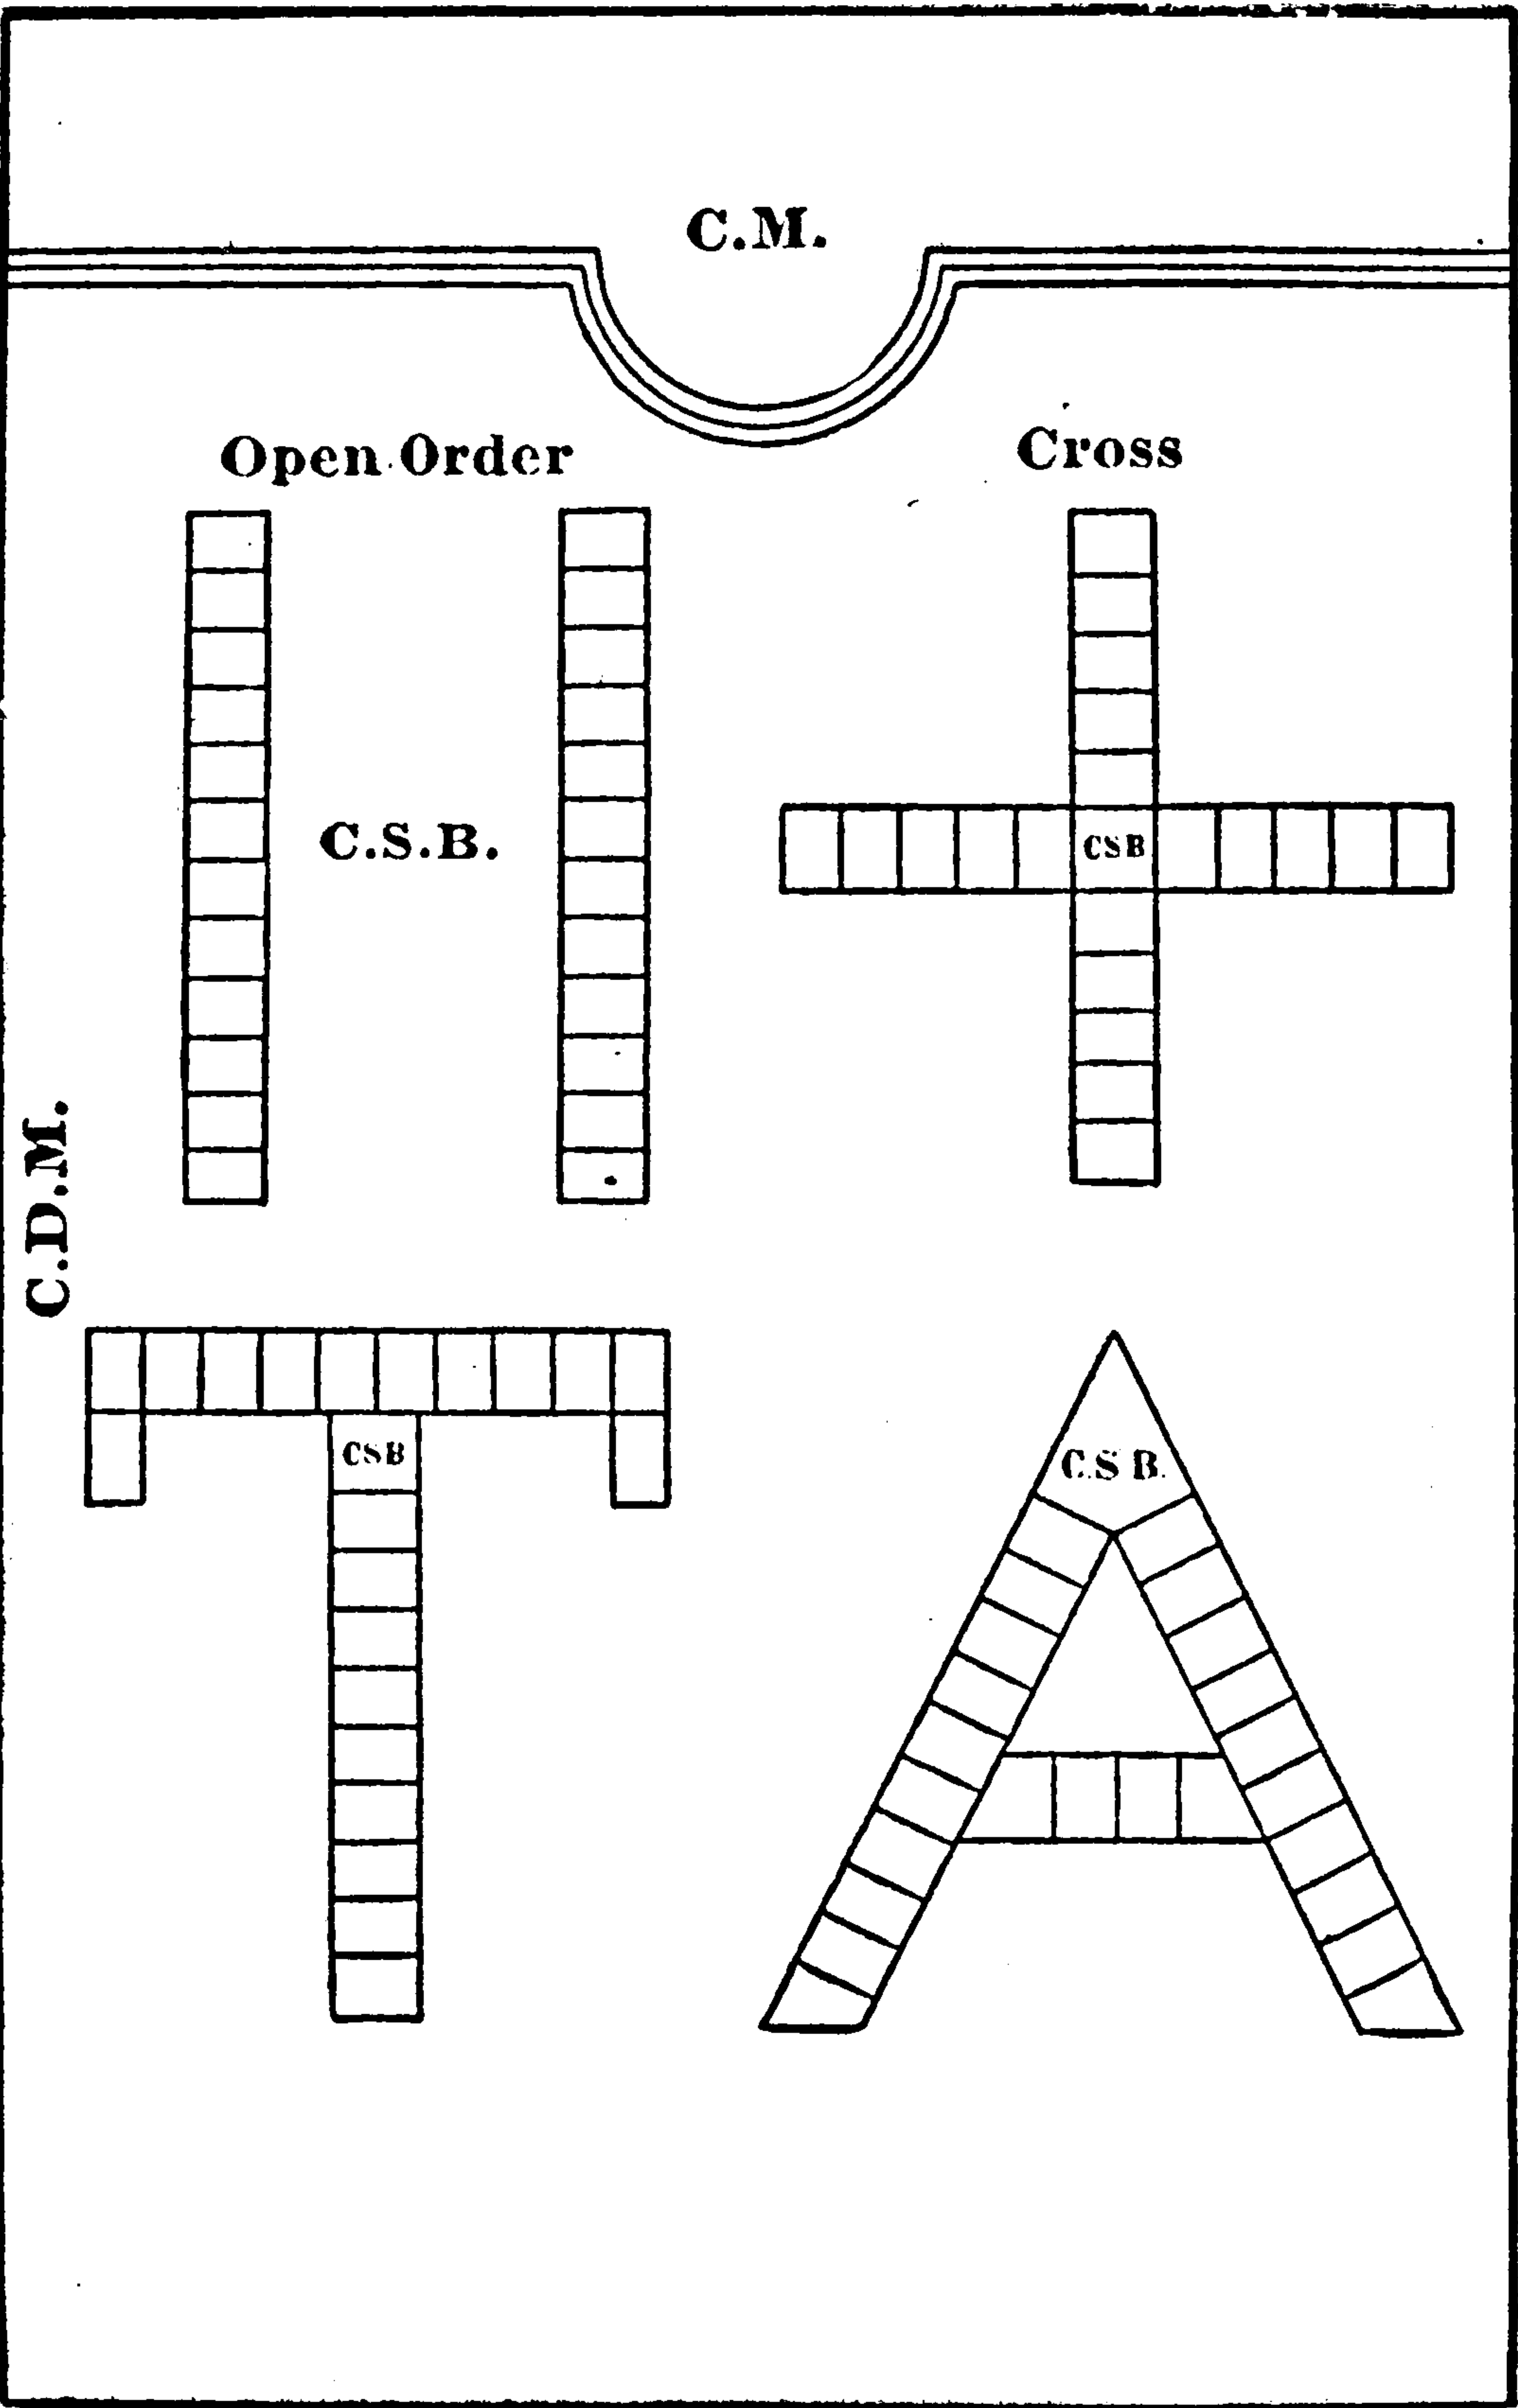 C.M.
Open Order
Cross
C.S.B.
CSB
C.D.M.
CSB
C.S B.